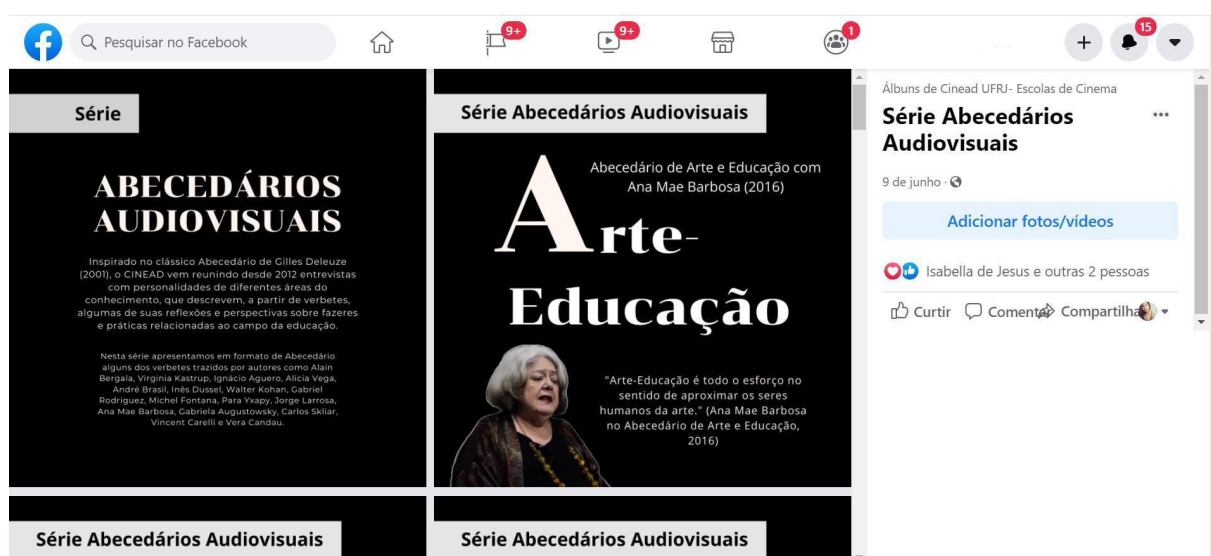 Pesquisar no Facebook
9+
9+
1
15
Série
ABECEDÁRIOS
AUDIOVISUAIS
Inspirado no clássico Abecedário de Gilles Deleuze
(2001), o CINEAD vem reunindo desde 2012 entrevistas
com personalidades de diferentes áreas do
conhecimento, que descrevem, a partir de verbetes,
algumas de suas reflexões e perspectivas sobre fazeres
e práticas relacionadas ao campo da educação.
Nesta série apresentamos em formato de Abecedário
alguns dos verbetes trazidos por autores como Alain
Bergala, Virginia Kastrup, Ignácio Aguero, Alicia Vega,
André Brasil, Inés Dussel, Walter Kohan, Gabriel
Rodriguez, Michel Fontana, Para Yxapy, Jorge Larrosa,
Ana Mae Barbosa, Gabriela Augustowsky, Carlos Skliar,
Vincent Carelli e Vera Candau.
Série Abecedários Audiovisuais
Abecedário de Arte e Educação com
Ana Mae Barbosa (2016)
Arte-
Educação
"Arte-Educação é todo o esforço no
sentido de aproximar os seres
humanos da arte." (Ana Mae Barbosa
no Abecedário de Arte e Educação,
2016)
Série Abecedários Audiovisuais
Série Abecedários Audiovisuais
Álbuns de Cinead UFRJ- Escolas de Cinema
Série Abecedários
Audiovisuais
9 de junho ·
Adicionar fotos/vídeos
Isabella de Jesus e outras 2 pessoas
Curtir Comentar Compartilha